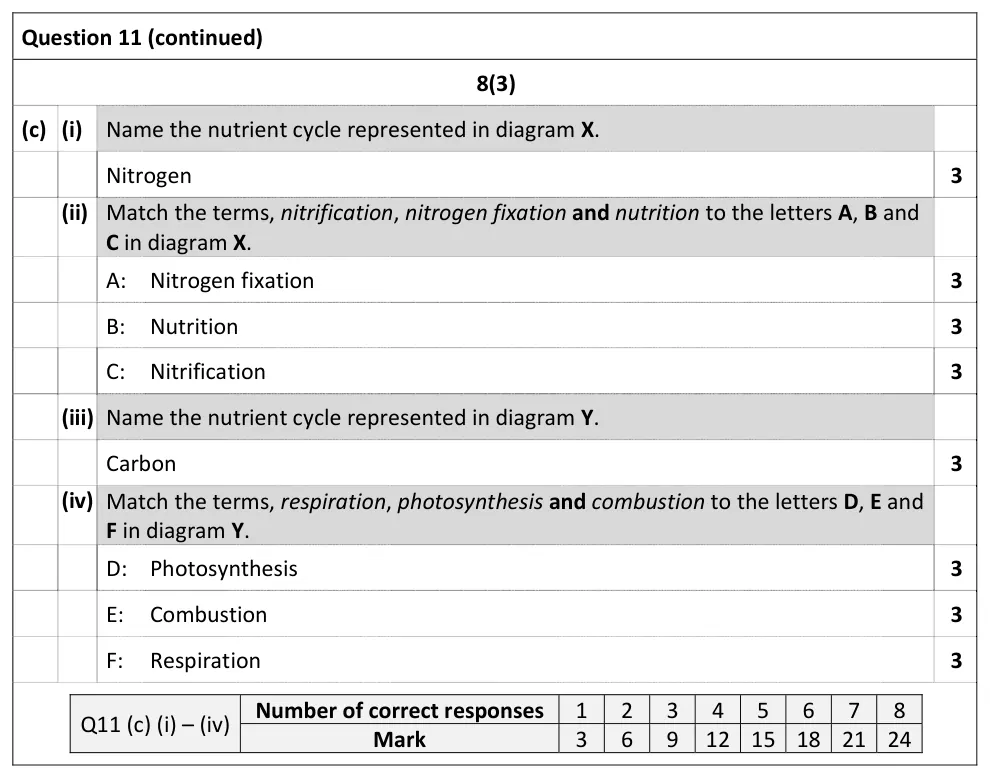 Question 11 (continued)
8(3)
(c) (i) Name the nutrient cycle represented in diagram X.
Nitrogen 3
(ii) Match the terms, nitrification, nitrogen fixation and nutrition to the letters A, B and
C in diagram X.
A: Nitrogen fixation 3
B: Nutrition 3
C: Nitrification 3
(iii) Name the nutrient cycle represented in diagram Y.
Carbon 3
(iv) Match the terms, respiration, photosynthesis and combustion to the letters D, E and
F in diagram Y.
D: Photosynthesis 3
E: Combustion 3
F: Respiration 3
Q11 (c) (i) – (iv) Number of correct responses 1 2 3 4 5 6 7 8
Mark 3 6 9 12 15 18 21 24